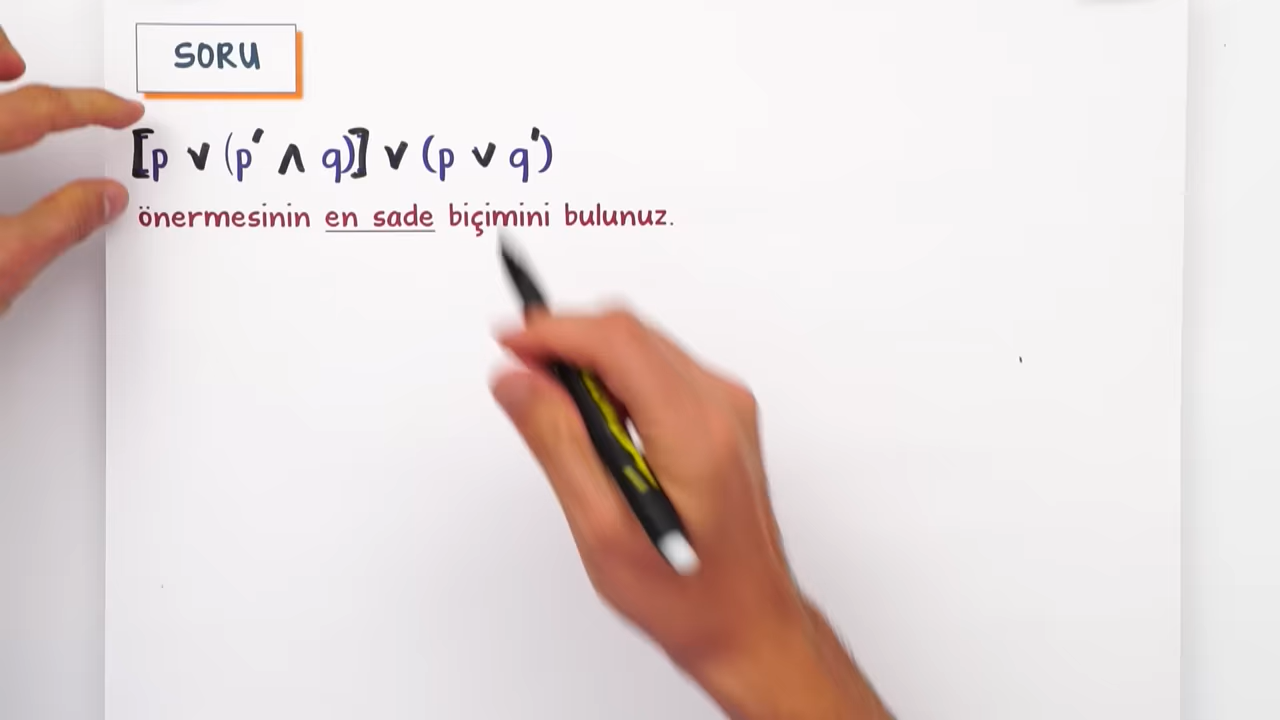 SORU
[p ∨ (p' ∧ q)] ∨ (p ∨ q')
önermesinin en sade biçimini bulunuz.